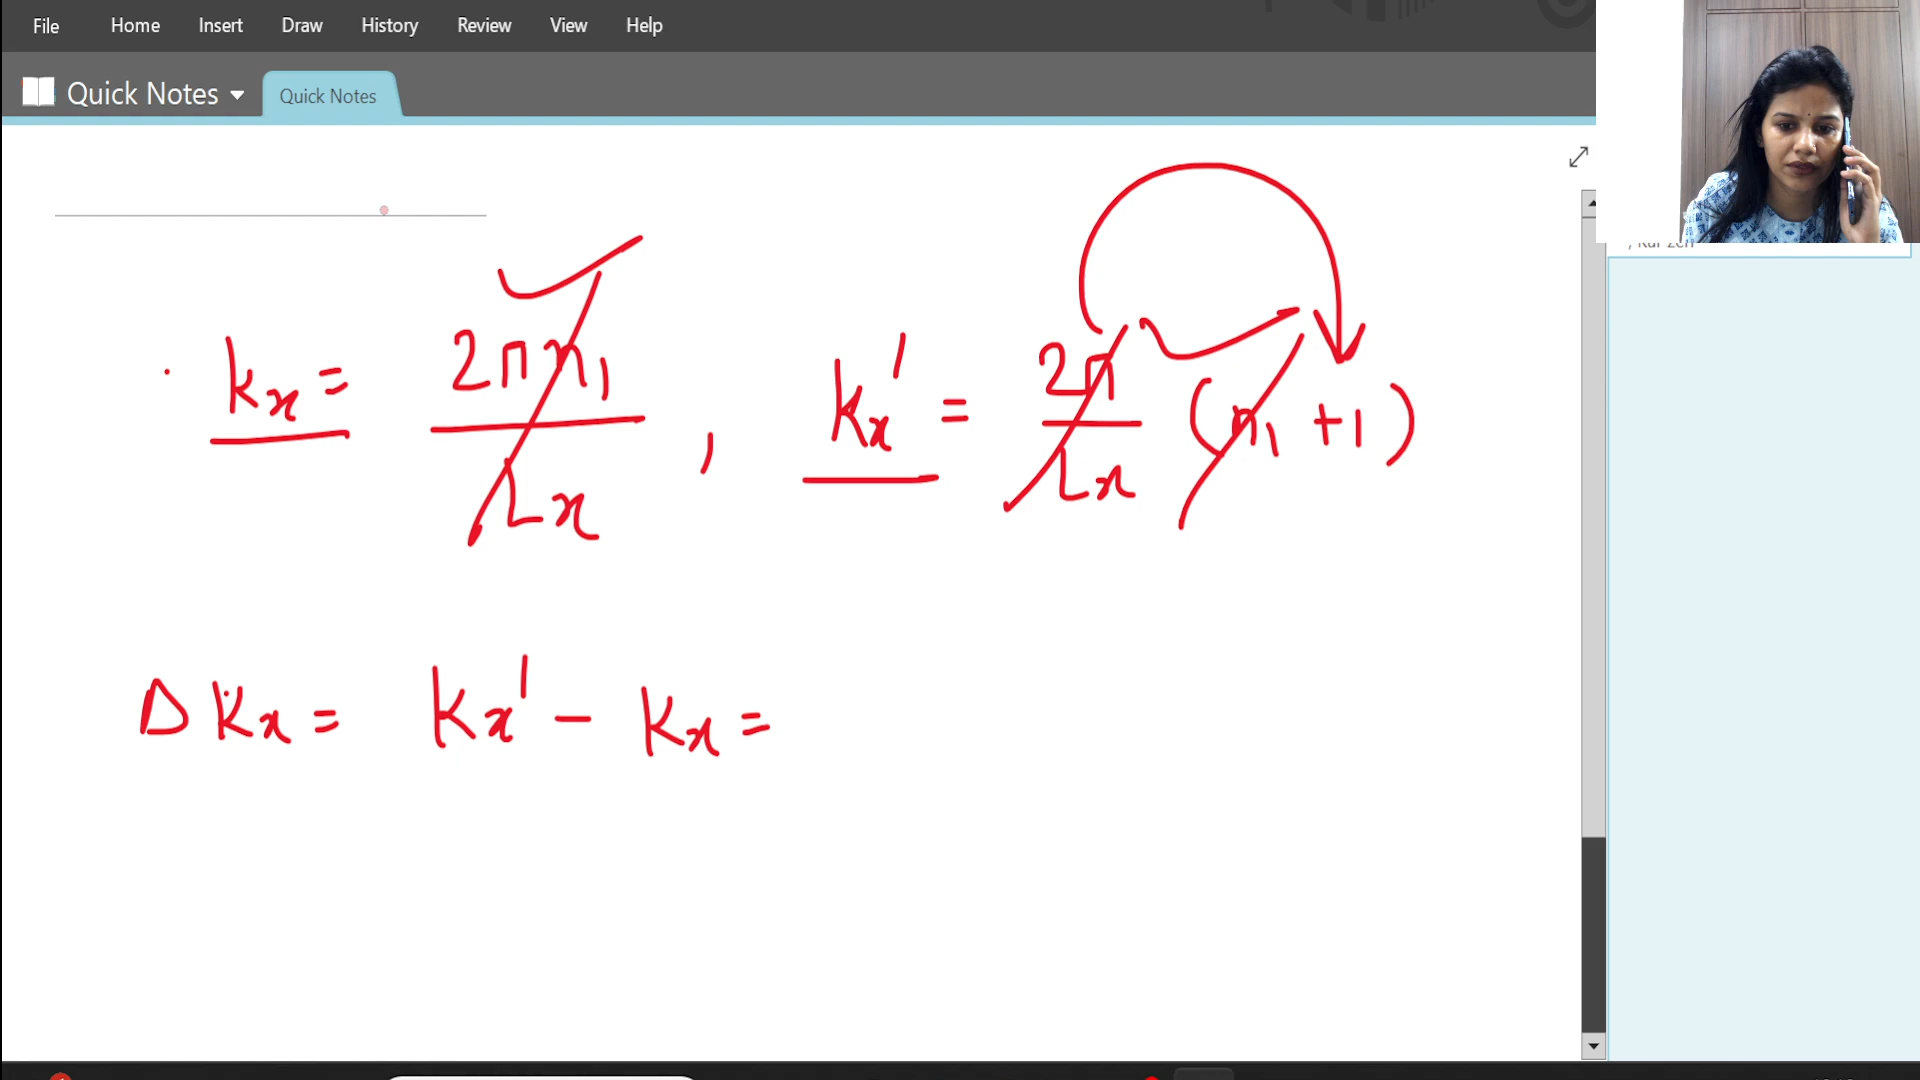 File Home Insert Draw History Review View Help
Quick Notes Quick Notes
kx = 2πn₁/Lx , kx' = 2π/Lx (n₁ + 1)
Δkx = kx' - kx =